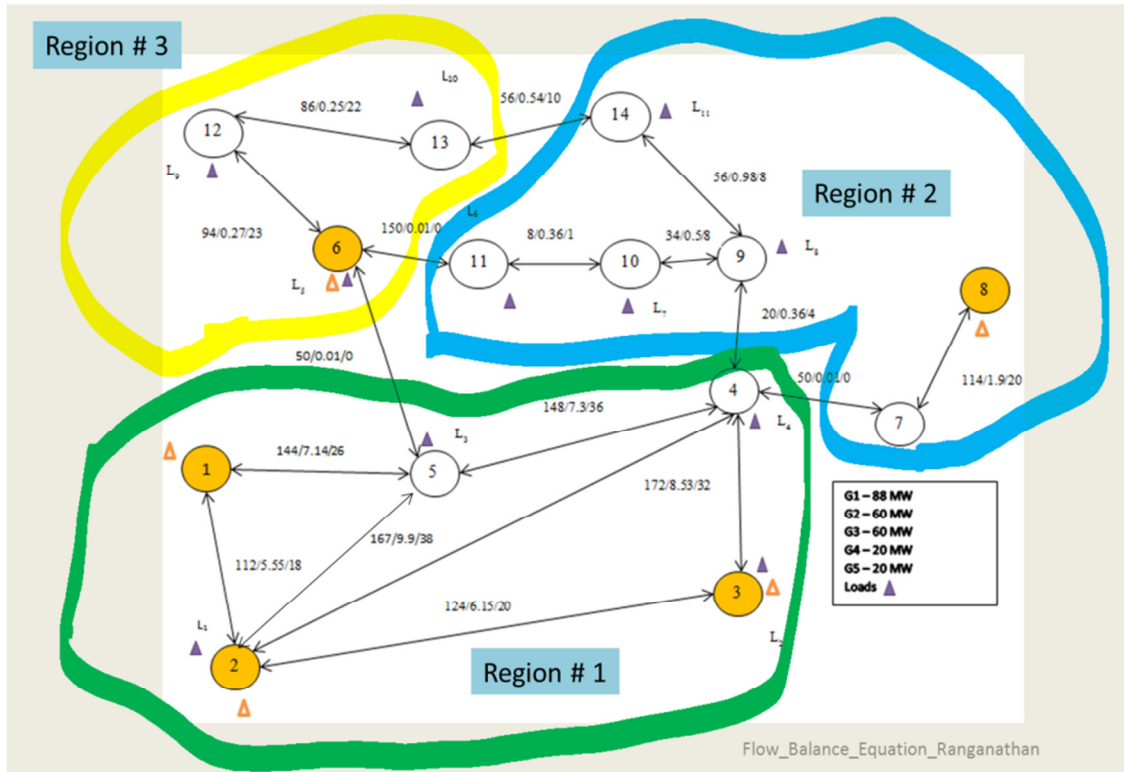 Region # 3
L₁₀
86/0.25/22
56/0.54/10
14
L₁₁
12
13
L₉
56/0.98/8
Region # 2
94/0.27/23
150/0.01/0
L₆
8/0.36/1
34/0.5/8
6
11
10
9
L₈
L₅
L₇
8
20/0.36/4
50/0.01/0
4
50/0.01/0
114/1.9/20
148/7.3/36
7
L₃
L₄
144/7.14/26
1
5
172/8.53/32
G1 – 88 MW
G2 – 60 MW
G3 – 60 MW
G4 – 20 MW
G5 – 20 MW
Loads
167/9.9/38
112/5.55/18
3
124/6.15/20
L₁
L₂
2
Region # 1
Flow_Balance_Equation_Ranganathan